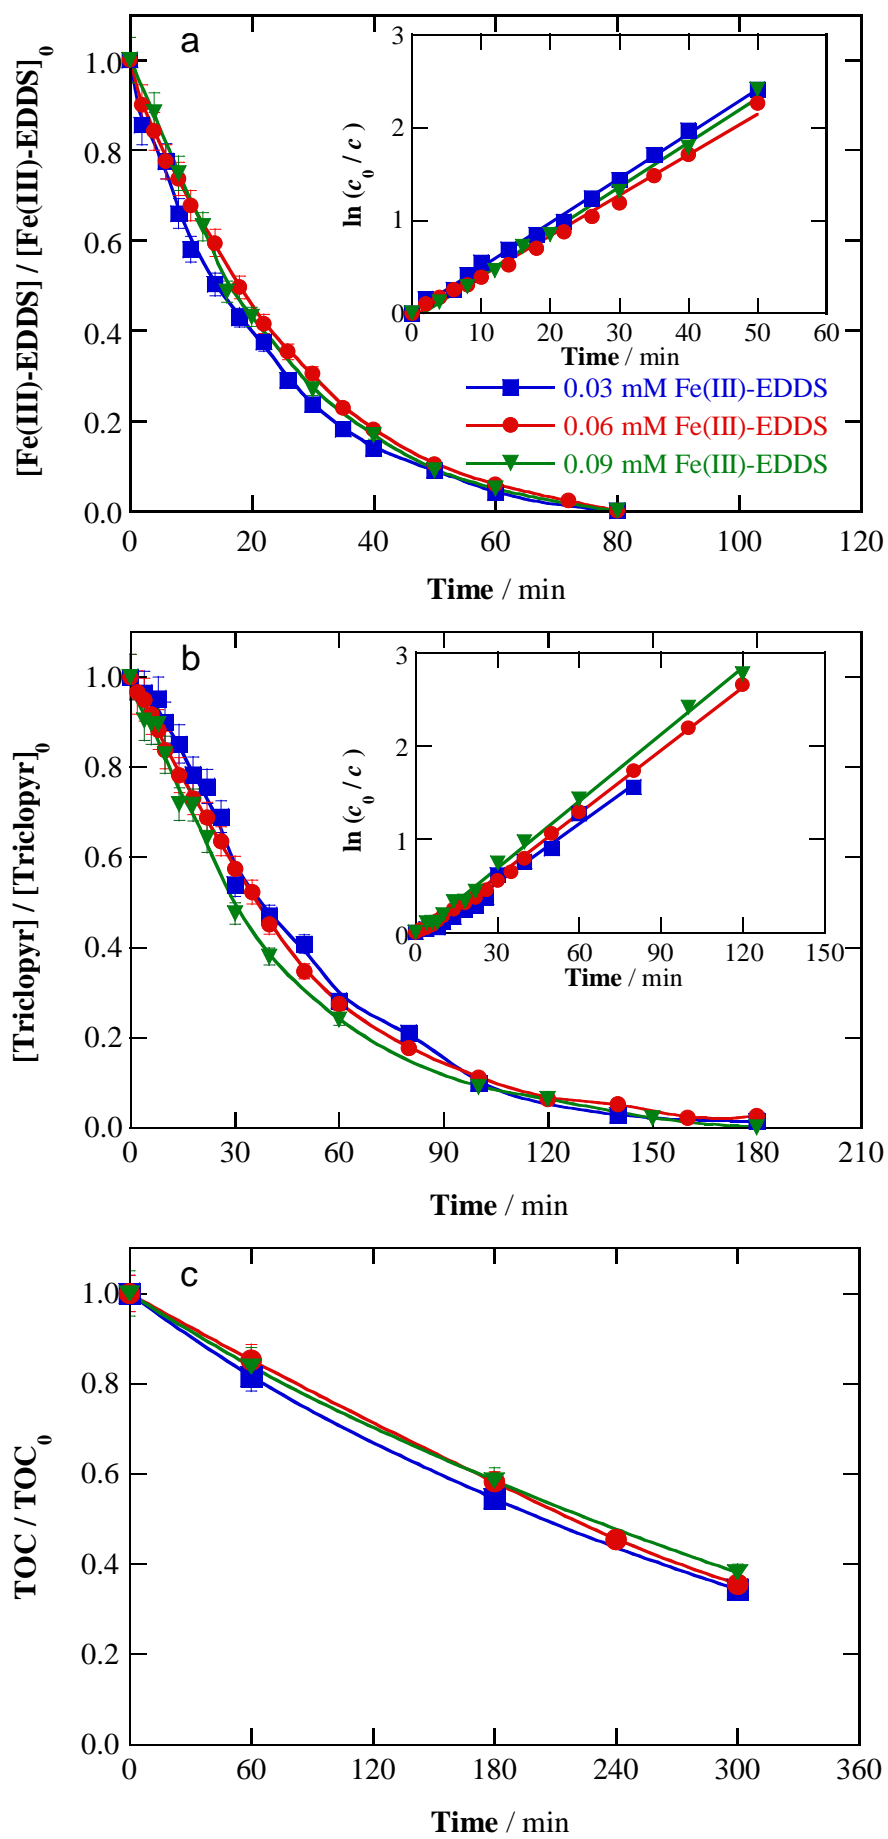 a
[Fe(III)-EDDS] / [Fe(III)-EDDS]0
1.0
0.8
0.6
0.4
0.2
0.0
0 20 40 60 80 100 120
Time / min
ln (c0 / c)
3
2
1
0
0 10 20 30 40 50 60
Time / min
0.03 mM Fe(III)-EDDS
0.06 mM Fe(III)-EDDS
0.09 mM Fe(III)-EDDS
b
[Triclopyr] / [Triclopyr]0
1.0
0.8
0.6
0.4
0.2
0.0
0 30 60 90 120 150 180 210
Time / min
ln (c0 / c)
3
2
1
0
0 30 60 90 120 150
Time / min
c
TOC / TOC0
1.0
0.8
0.6
0.4
0.2
0.0
0 60 120 180 240 300 360
Time / min